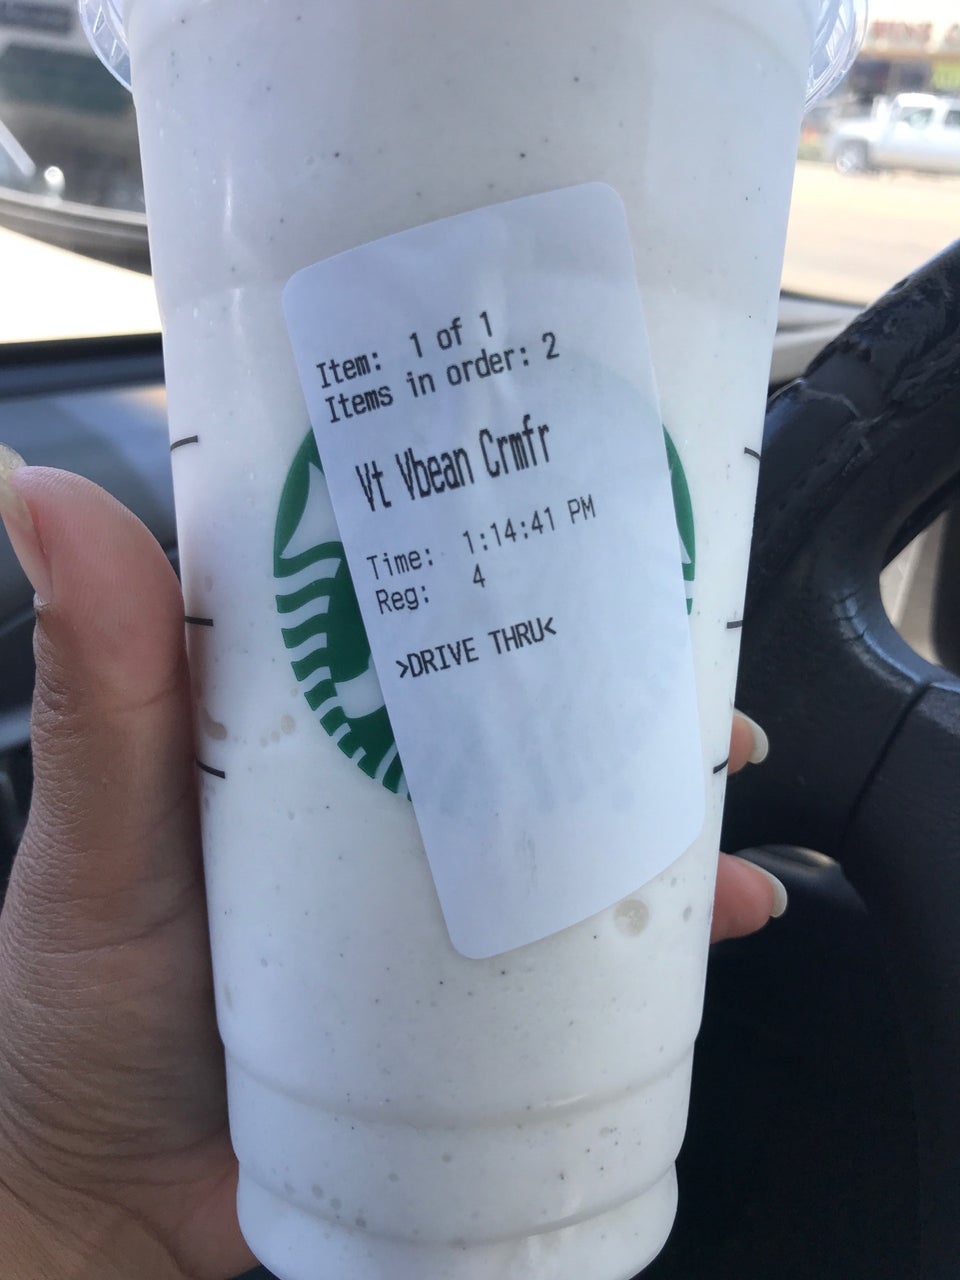 Item: 1 of 1
Items in order: 2
Vt Vbean Crmfr
Time: 1:14:41 PM
Reg: 4
>DRIVE THRU<